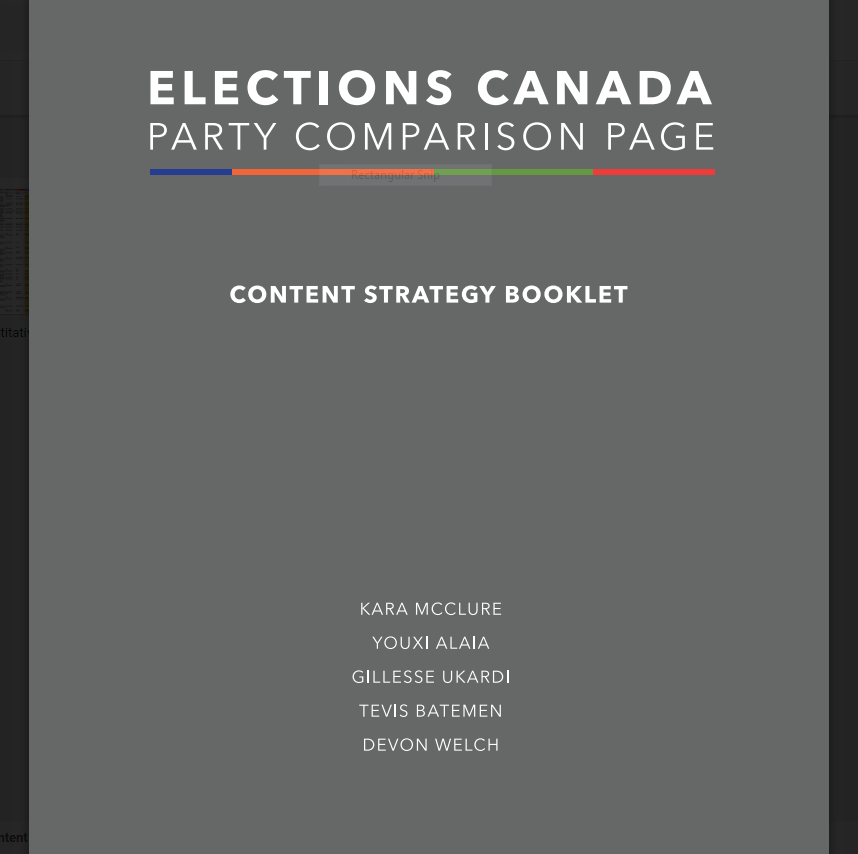 ELECTIONS CANADA
PARTY COMPARISON PAGE
Rectangular Snip
CONTENT STRATEGY BOOKLET
titati
KARA MCCLURE
YOUXI ALAIA
GILLESSE UKARDI
TEVIS BATEMEN
DEVON WELCH
ntent